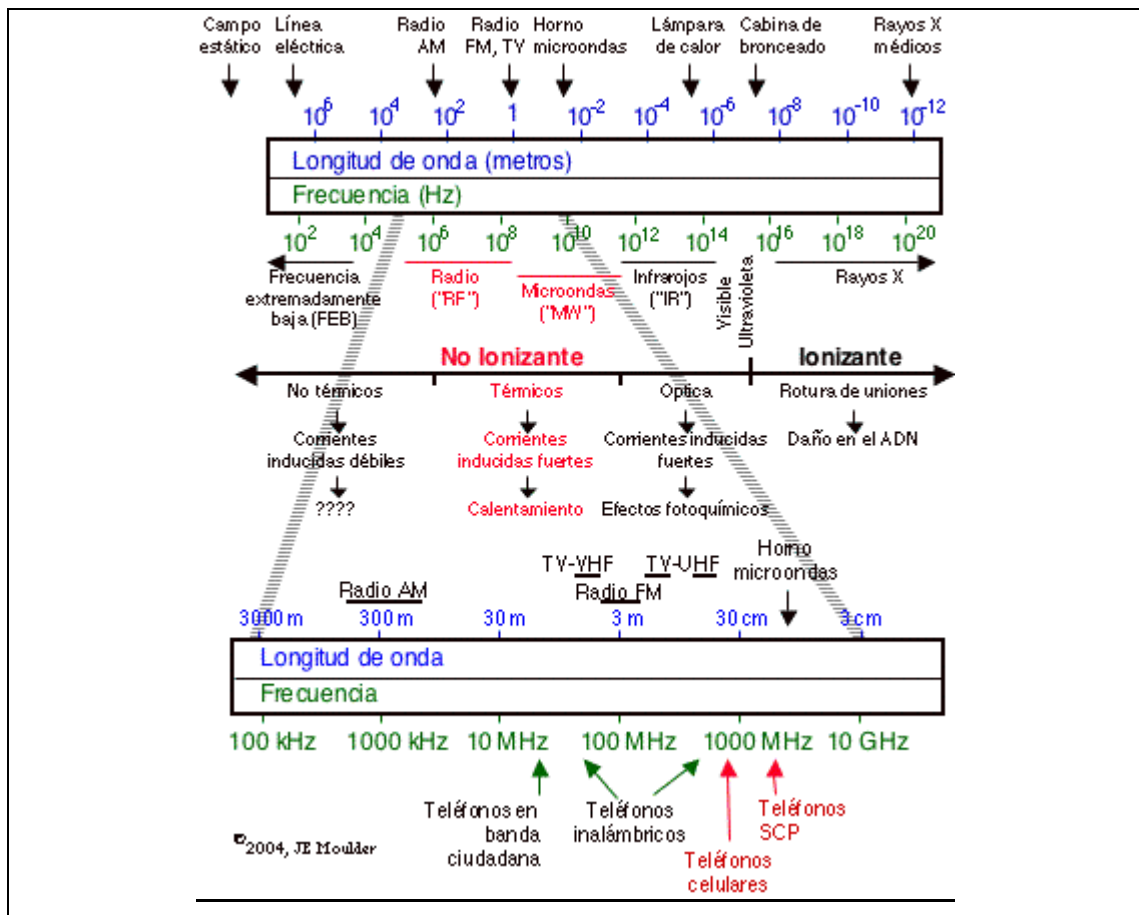 Campo estático
Línea eléctrica
Radio AM
Radio FM, TV
Horno microondas
Lámpara de calor
Cabina de bronceado
Rayos X médicos
10^6 10^4 10^2 1 10^-2 10^-4 10^-6 10^-8 10^-10 10^-12
Longitud de onda (metros)
Frecuencia (Hz)
10^2 10^4 10^6 10^8 10^10 10^12 10^14 10^16 10^18 10^20
Frecuencia
extremadamente
baja (FEB)
Radio
("RF")
Microondas
("MW")
Infrarojos
("IR")
Visible
Ultravioleta
Rayos X
No Ionizante
Ionizante
No térmicos
Térmicos
Optica
Rotura de uniones
Corrientes
inducidas débiles
Corrientes
inducidas fuertes
Corrientes inducidas
fuertes
Daño en el ADN
????
Calentamiento
Efectos fotoquímicos
Horno
microondas
TV-VHF
TV-UHF
Radio AM
Radio FM
3000 m 300 m 30 m 3 m 30 cm 3 cm
Longitud de onda
Frecuencia
100 kHz 1000 kHz 10 MHz 100 MHz 1000 MHz 10 GHz
Teléfonos en
banda
ciudadana
Teléfonos
inalámbricos
Teléfonos
SCP
Teléfonos
celulares
©2004, JE Moulder